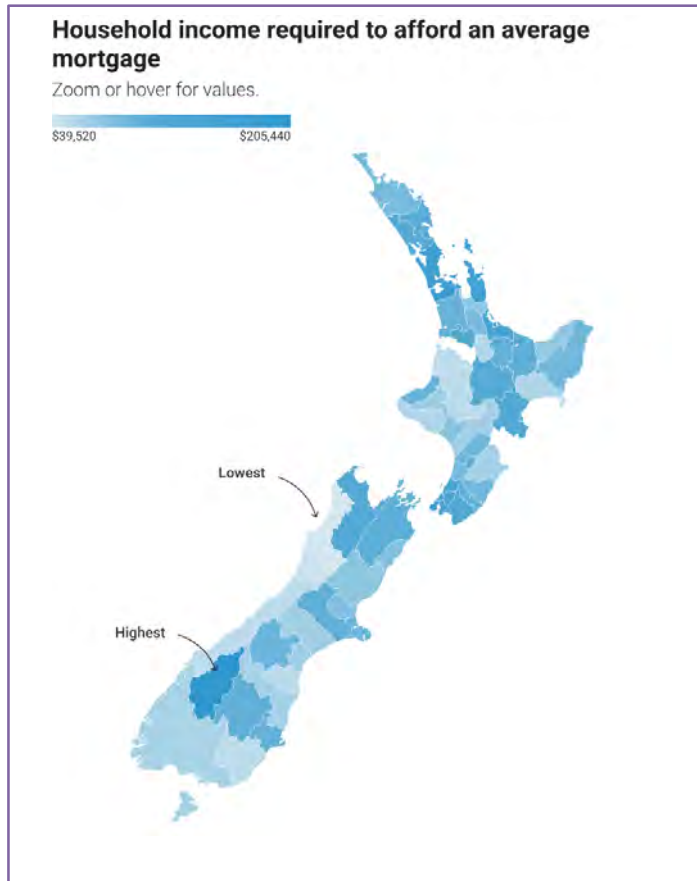 Household income required to afford an average
mortgage
Zoom or hover for values.
$39,520 $205,440
Lowest
Highest